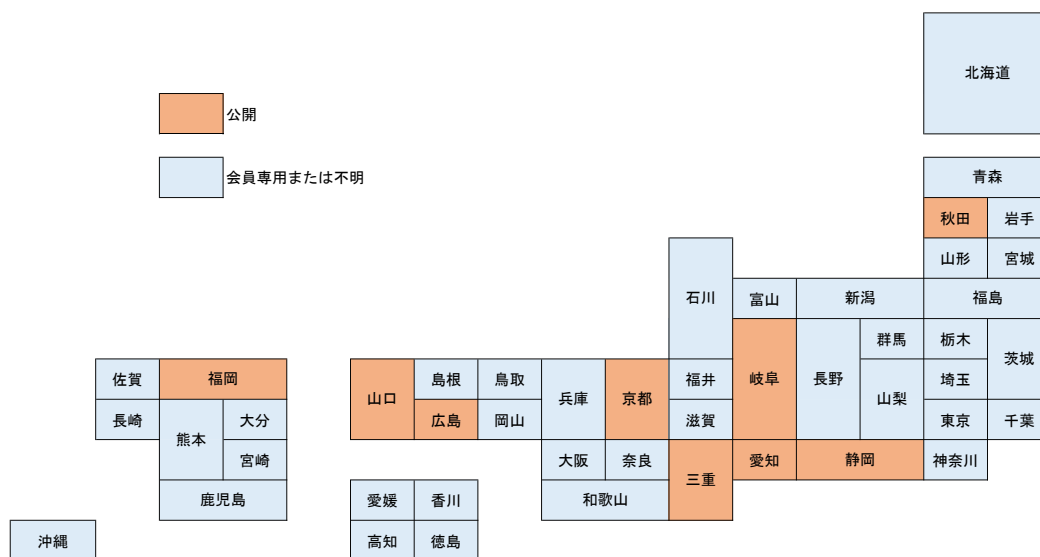 北海道
公開
会員専用または不明
青森
秋田 岩手
山形 宮城
石川 富山 新潟 福島
群馬 栃木 茨城
佐賀 福岡 山口 島根 鳥取 兵庫 京都 福井 岐阜 長野 山梨 埼玉
長崎 熊本 大分 広島 岡山 滋賀 東京 千葉
宮崎 大阪 奈良 三重 愛知 静岡 神奈川
鹿児島 愛媛 香川 和歌山
沖縄 高知 徳島